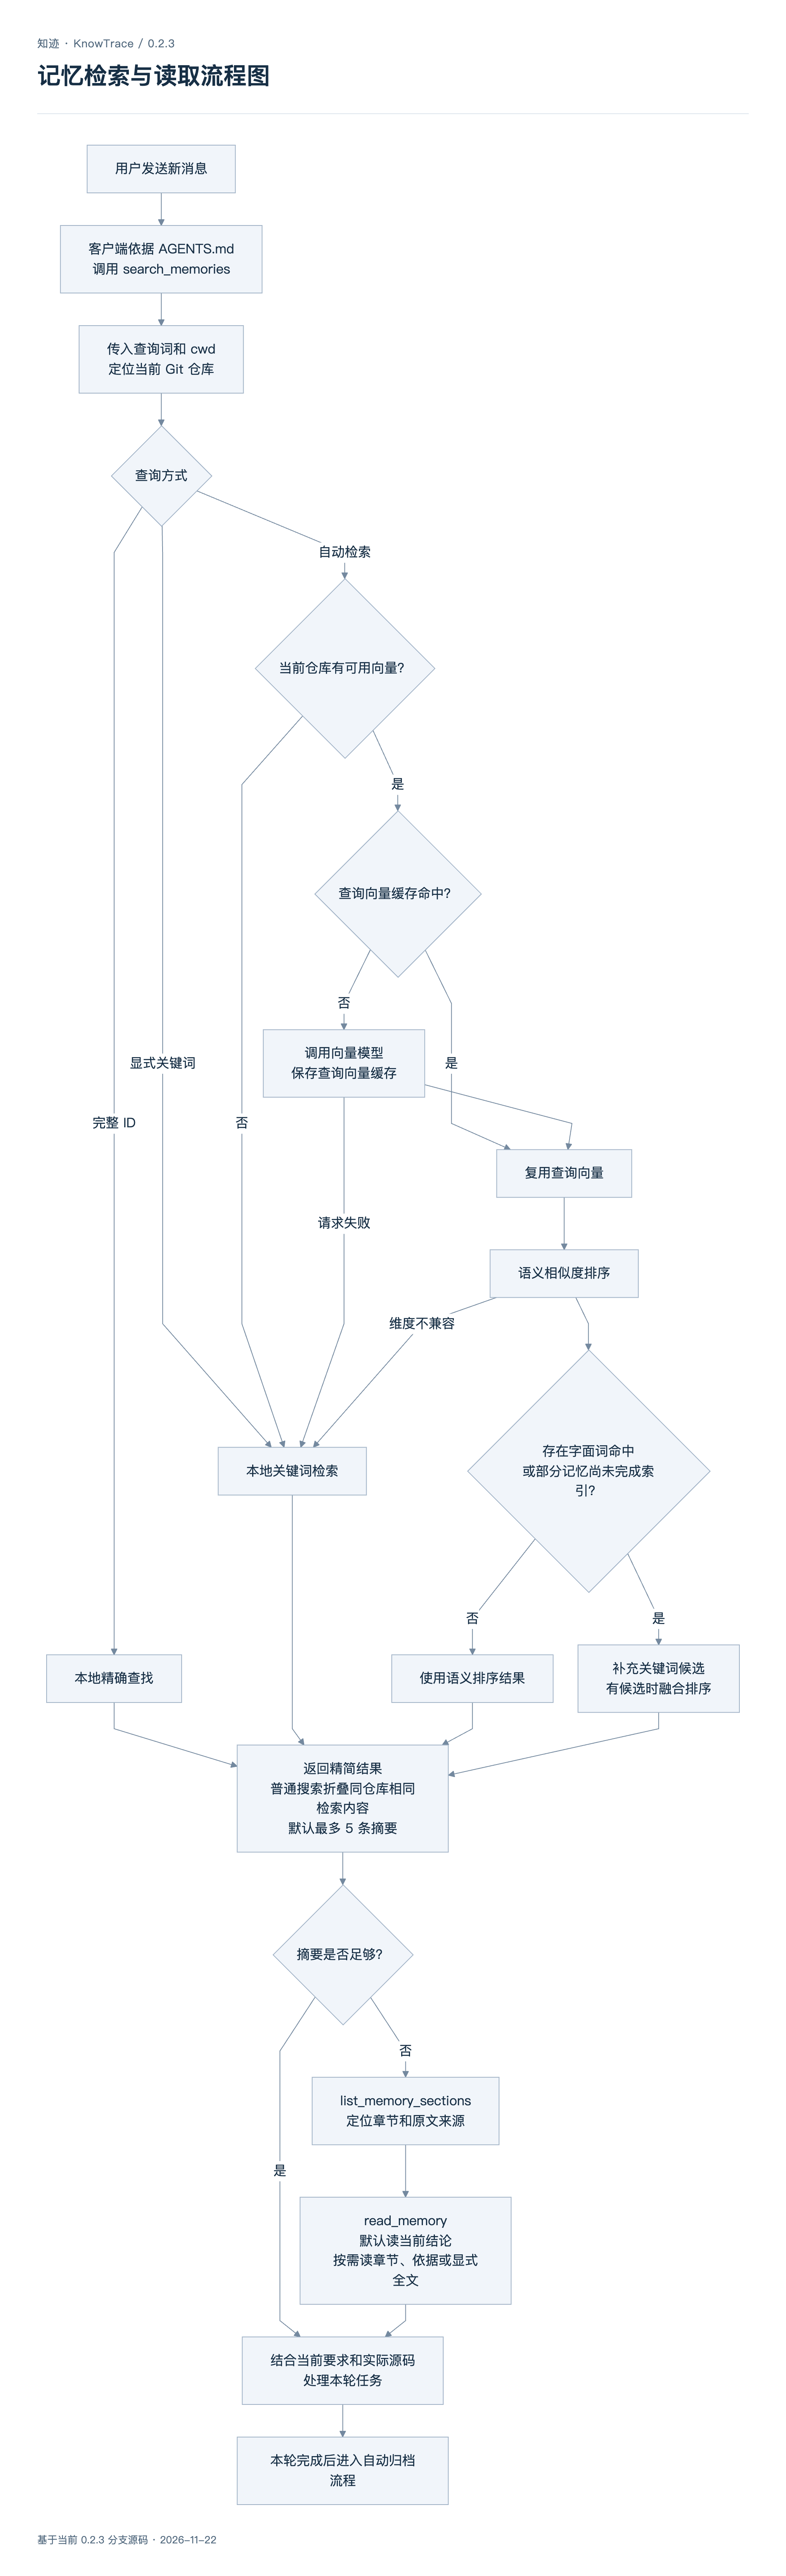 知迹 · KnowTrace / 0.2.3
记忆检索与读取流程图
用户发送新消息
客户端依据 AGENTS.md
调用 search_memories
传入查询词和 cwd
定位当前 Git 仓库
查询方式
自动检索
当前仓库有可用向量?
是
查询向量缓存命中?
否
调用向量模型
保存查询向量缓存
显式关键词
是
完整 ID
否
复用查询向量
请求失败
语义相似度排序
维度不兼容
存在字面词命中
或部分记忆尚未完成索
引?
本地关键词检索
否
是
本地精确查找
使用语义排序结果
补充关键词候选
有候选时融合排序
返回精简结果
普通搜索折叠同仓库相同
检索内容
默认最多 5 条摘要
摘要是否足够?
否
list_memory_sections
定位章节和原文来源
是
read_memory
默认读当前结论
按需读章节、依据或显式
全文
结合当前要求和实际源码
处理本轮任务
本轮完成后进入自动归档
流程
基于当前 0.2.3 分支源码 · 2026-11-22